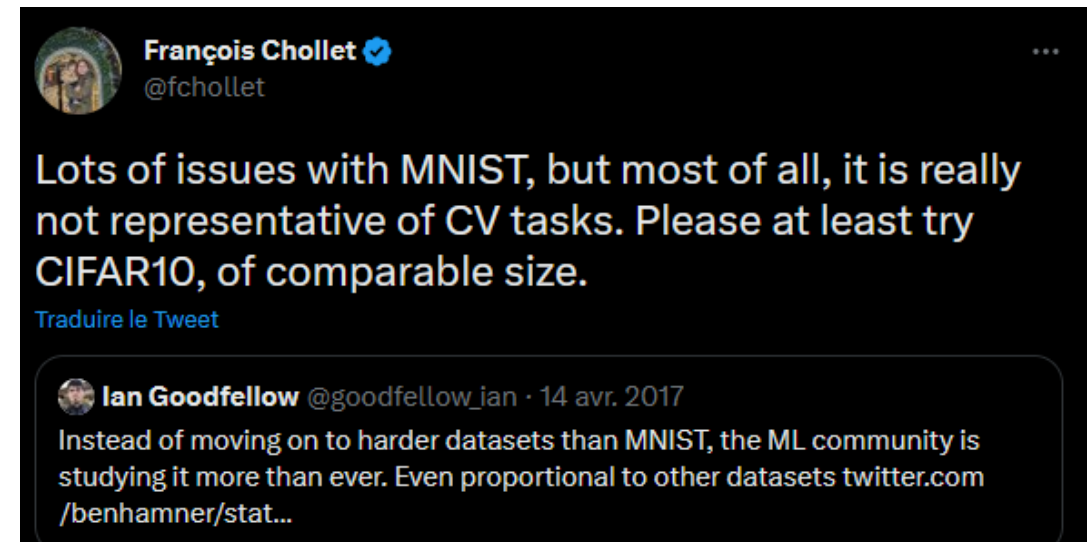 François Chollet
@fchollet
Lots of issues with MNIST, but most of all, it is really
not representative of CV tasks. Please at least try
CIFAR10, of comparable size.
Traduire le Tweet
Ian Goodfellow @goodfellow_ian · 14 avr. 2017
Instead of moving on to harder datasets than MNIST, the ML community is
studying it more than ever. Even proportional to other datasets twitter.com
/benhamner/stat...